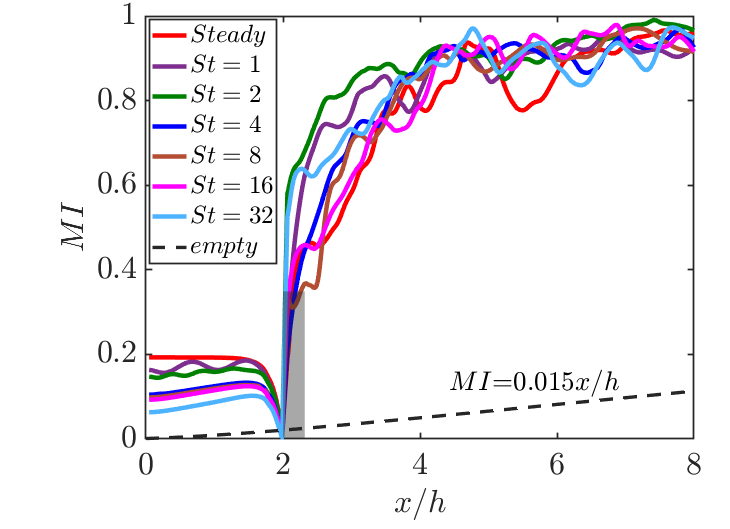 1
0.8
0.6
0.4
0.2
0
MI
Steady
St = 1
St = 2
St = 4
St = 8
St = 16
St = 32
empty
MI=0.015x/h
0 2 4 6 8
x/h